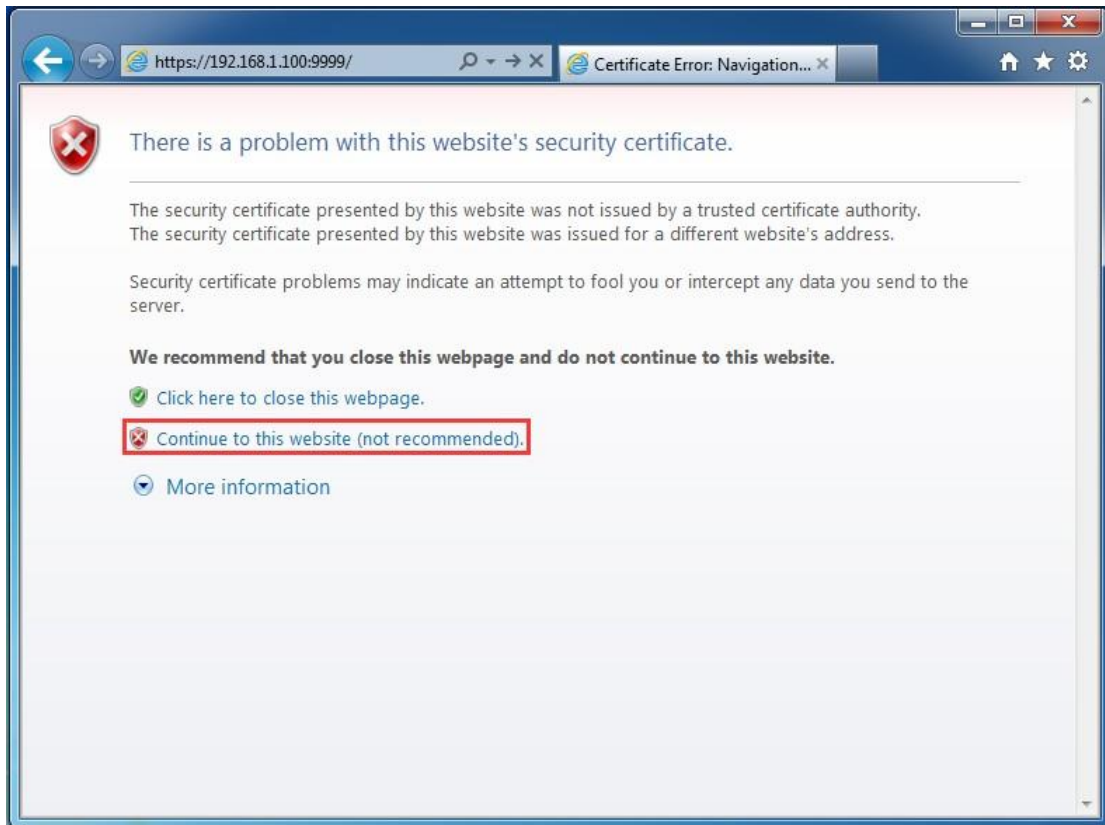 https://192.168.1.100:9999/
Certificate Error: Navigation...
There is a problem with this website's security certificate.
The security certificate presented by this website was not issued by a trusted certificate authority.
The security certificate presented by this website was issued for a different website's address.
Security certificate problems may indicate an attempt to fool you or intercept any data you send to the
server.
We recommend that you close this webpage and do not continue to this website.
Click here to close this webpage.
Continue to this website (not recommended).
More information